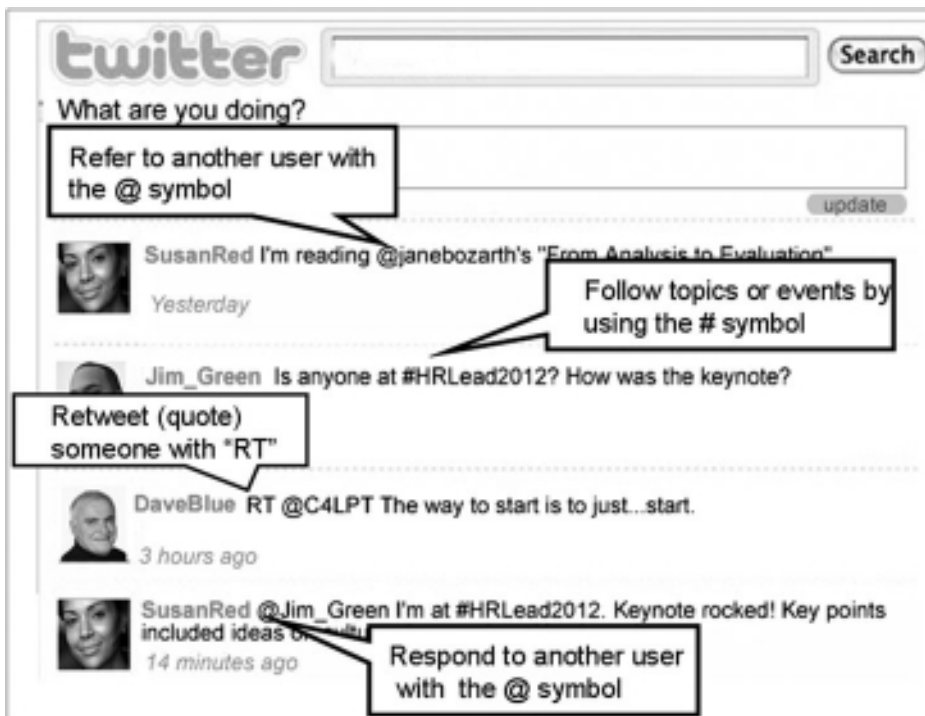 twitter
Search
What are you doing?
Refer to another user with
the @ symbol
update
SusanRed I'm reading @janebozarth's "From Analysis to Evaluation"
Yesterday
Follow topics or events by
using the # symbol
Jim_Green Is anyone at #HRLead2012? How was the keynote?
Retweet (quote)
someone with “RT”
DaveBlue RT @C4LPT The way to start is to just...start.
3 hours ago
SusanRed @Jim_Green I'm at #HRLead2012. Keynote rocked! Key points
included ideas
14 minutes ago
Respond to another user
with the @ symbol